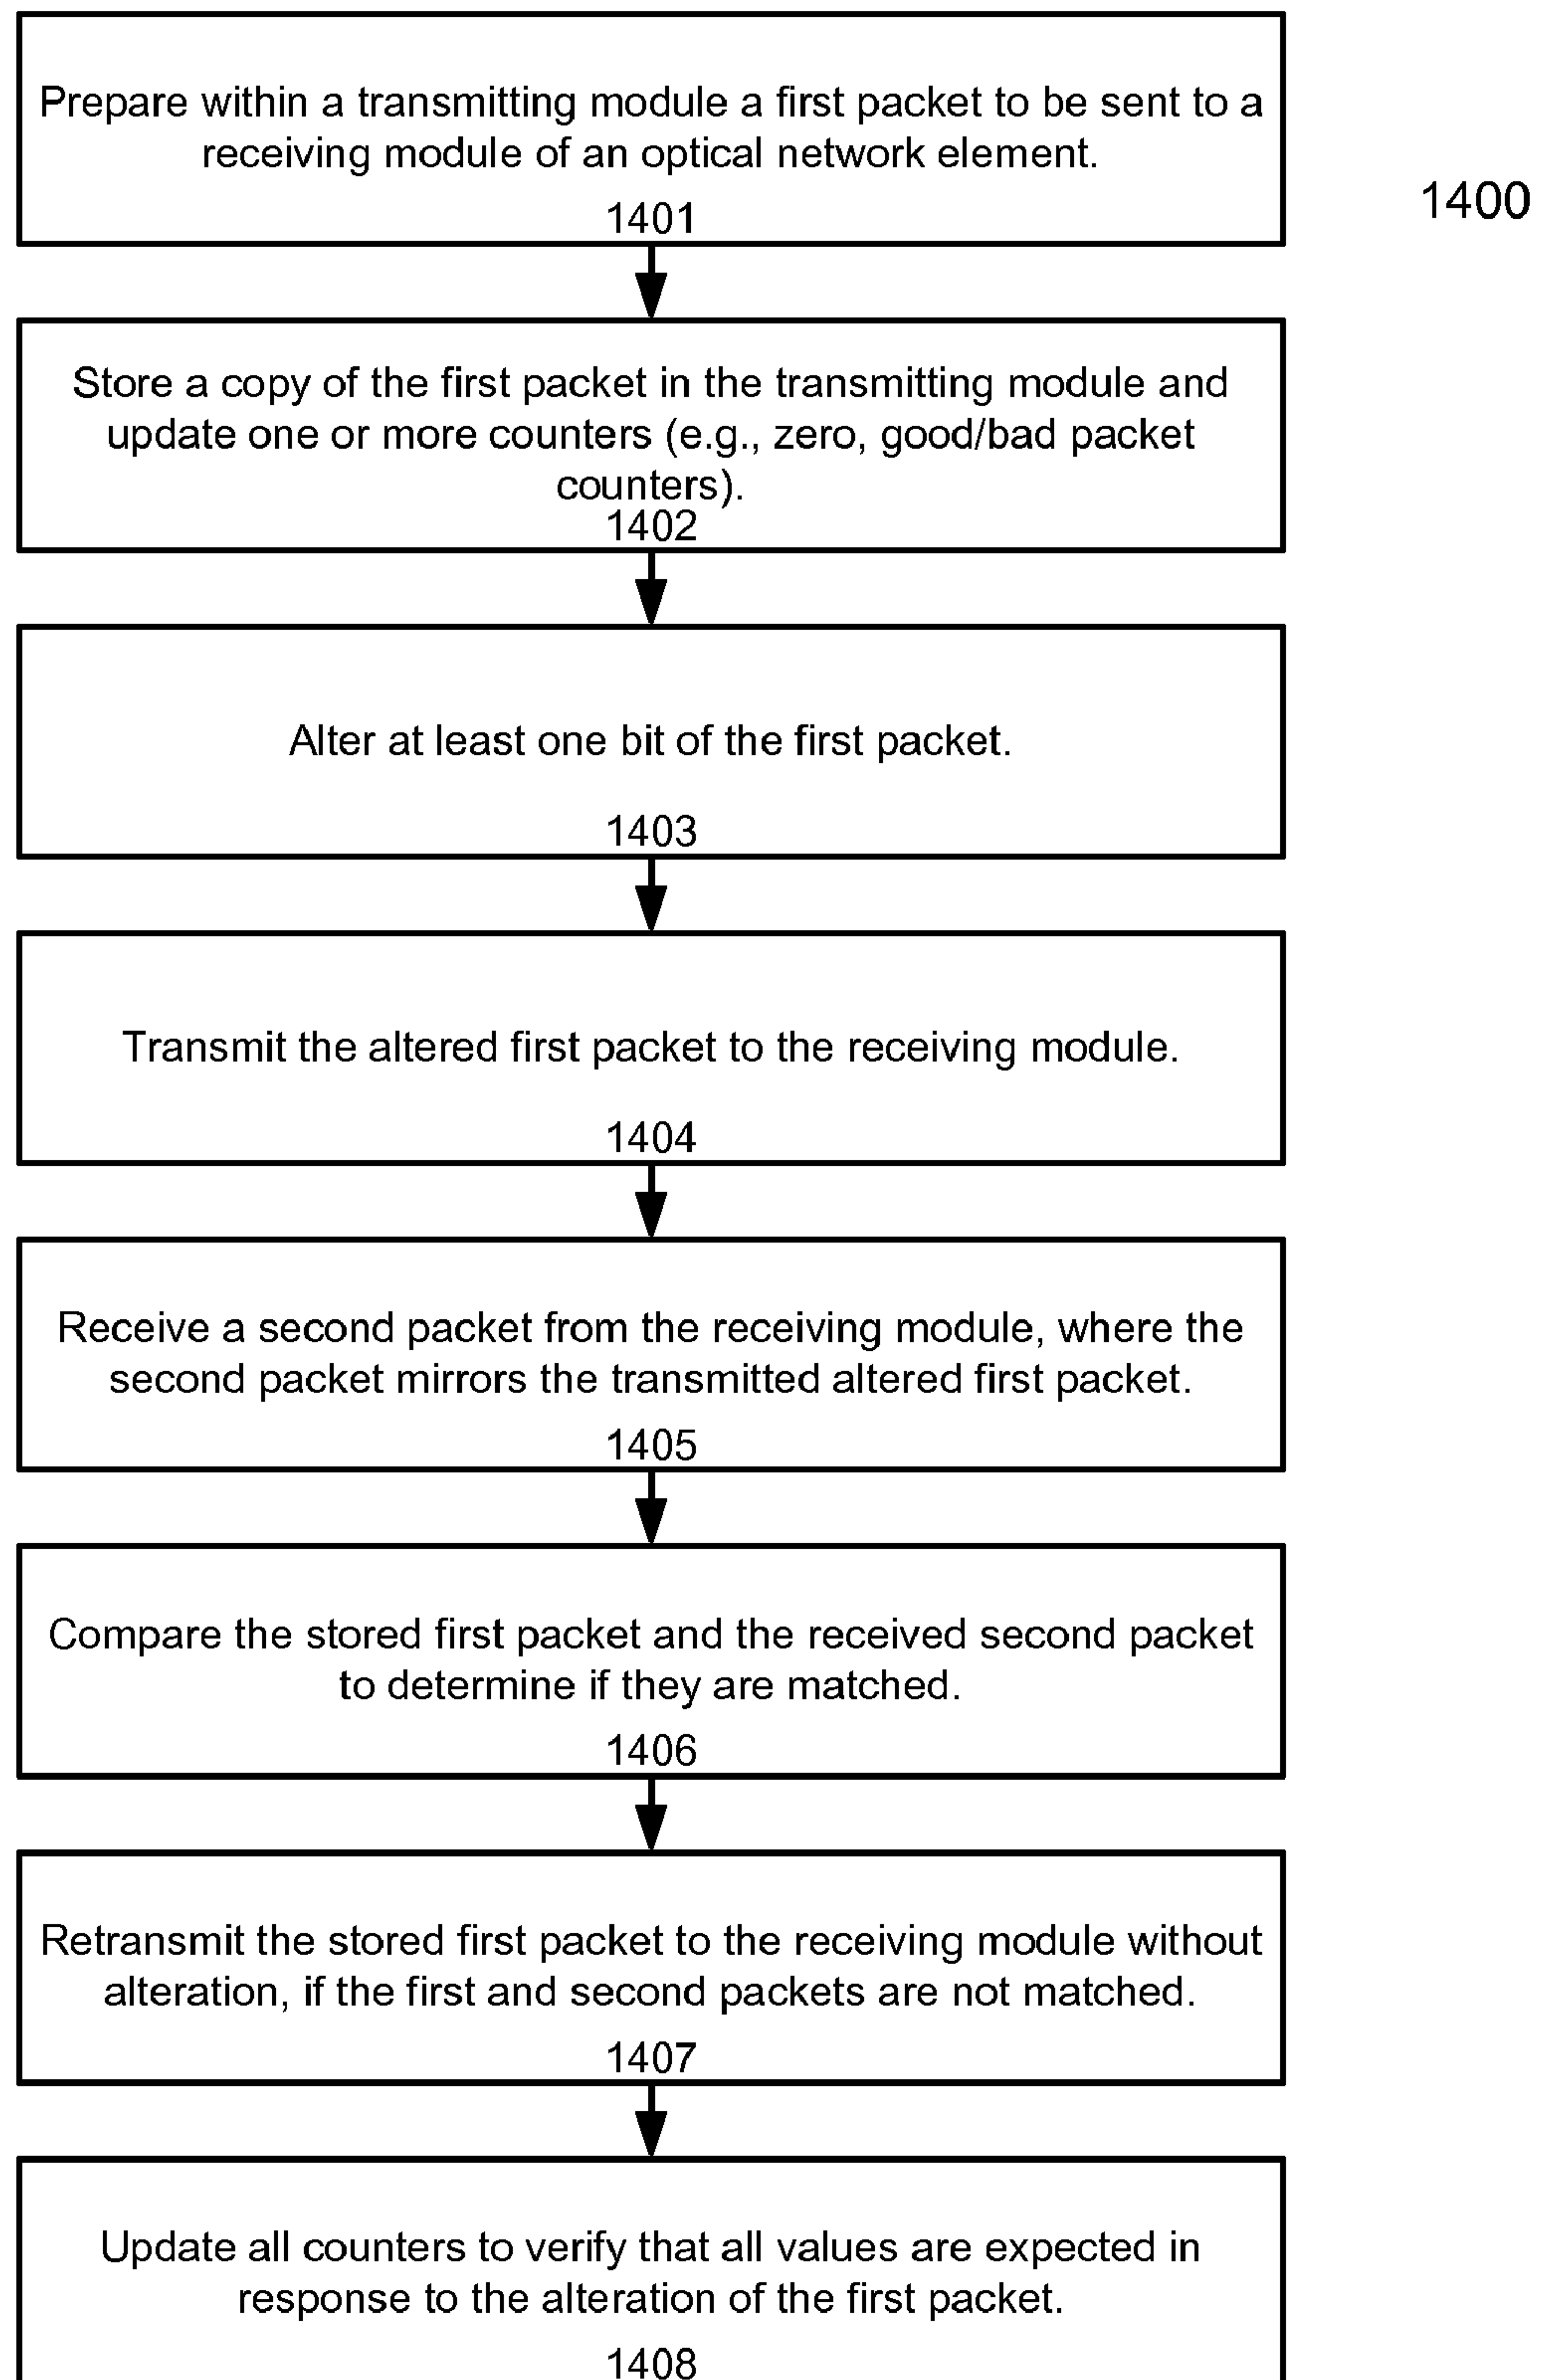 Prepare within a transmitting module a first packet to be sent to a
receiving module of an optical network element.
1401
1400
Store a copy of the first packet in the transmitting module and
update one or more counters (e.g., zero, good/bad packet
counters).
1402
Alter at least one bit of the first packet.
1403
Transmit the altered first packet to the receiving module.
1404
Receive a second packet from the receiving module, where the
second packet mirrors the transmitted altered first packet.
1405
Compare the stored first packet and the received second packet
to determine if they are matched.
1406
Retransmit the stored first packet to the receiving module without
alteration, if the first and second packets are not matched.
1407
Update all counters to verify that all values are expected in
response to the alteration of the first packet.
1408